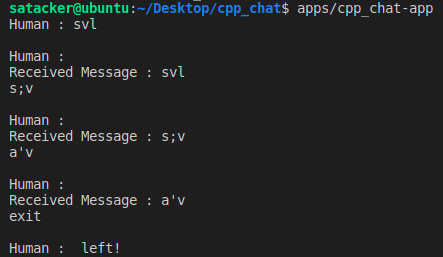 satacker@ubuntu:~/Desktop/cpp_chat$ apps/cpp_chat-app
Human : svl
Human :
Received Message : svl
s;v
Human :
Received Message : s;v
a'v
Human :
Received Message : a'v
exit
Human :  left!